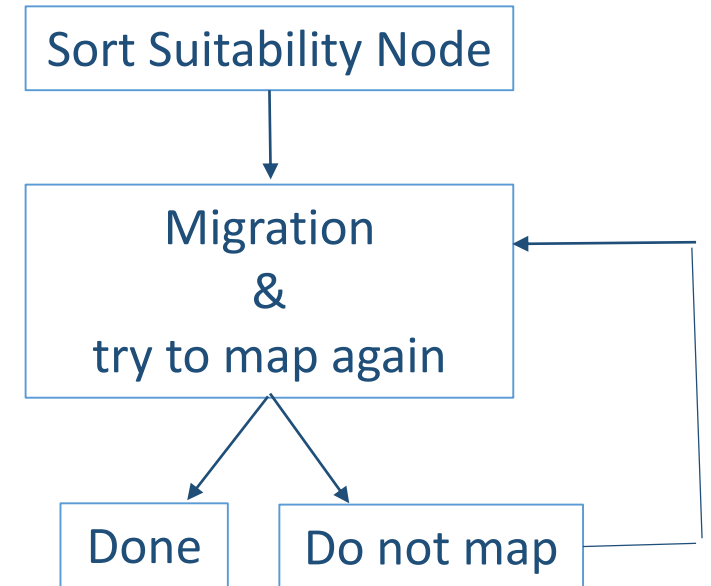 Sort Suitability Node
Migration
&
try to map again
Done
Do not map